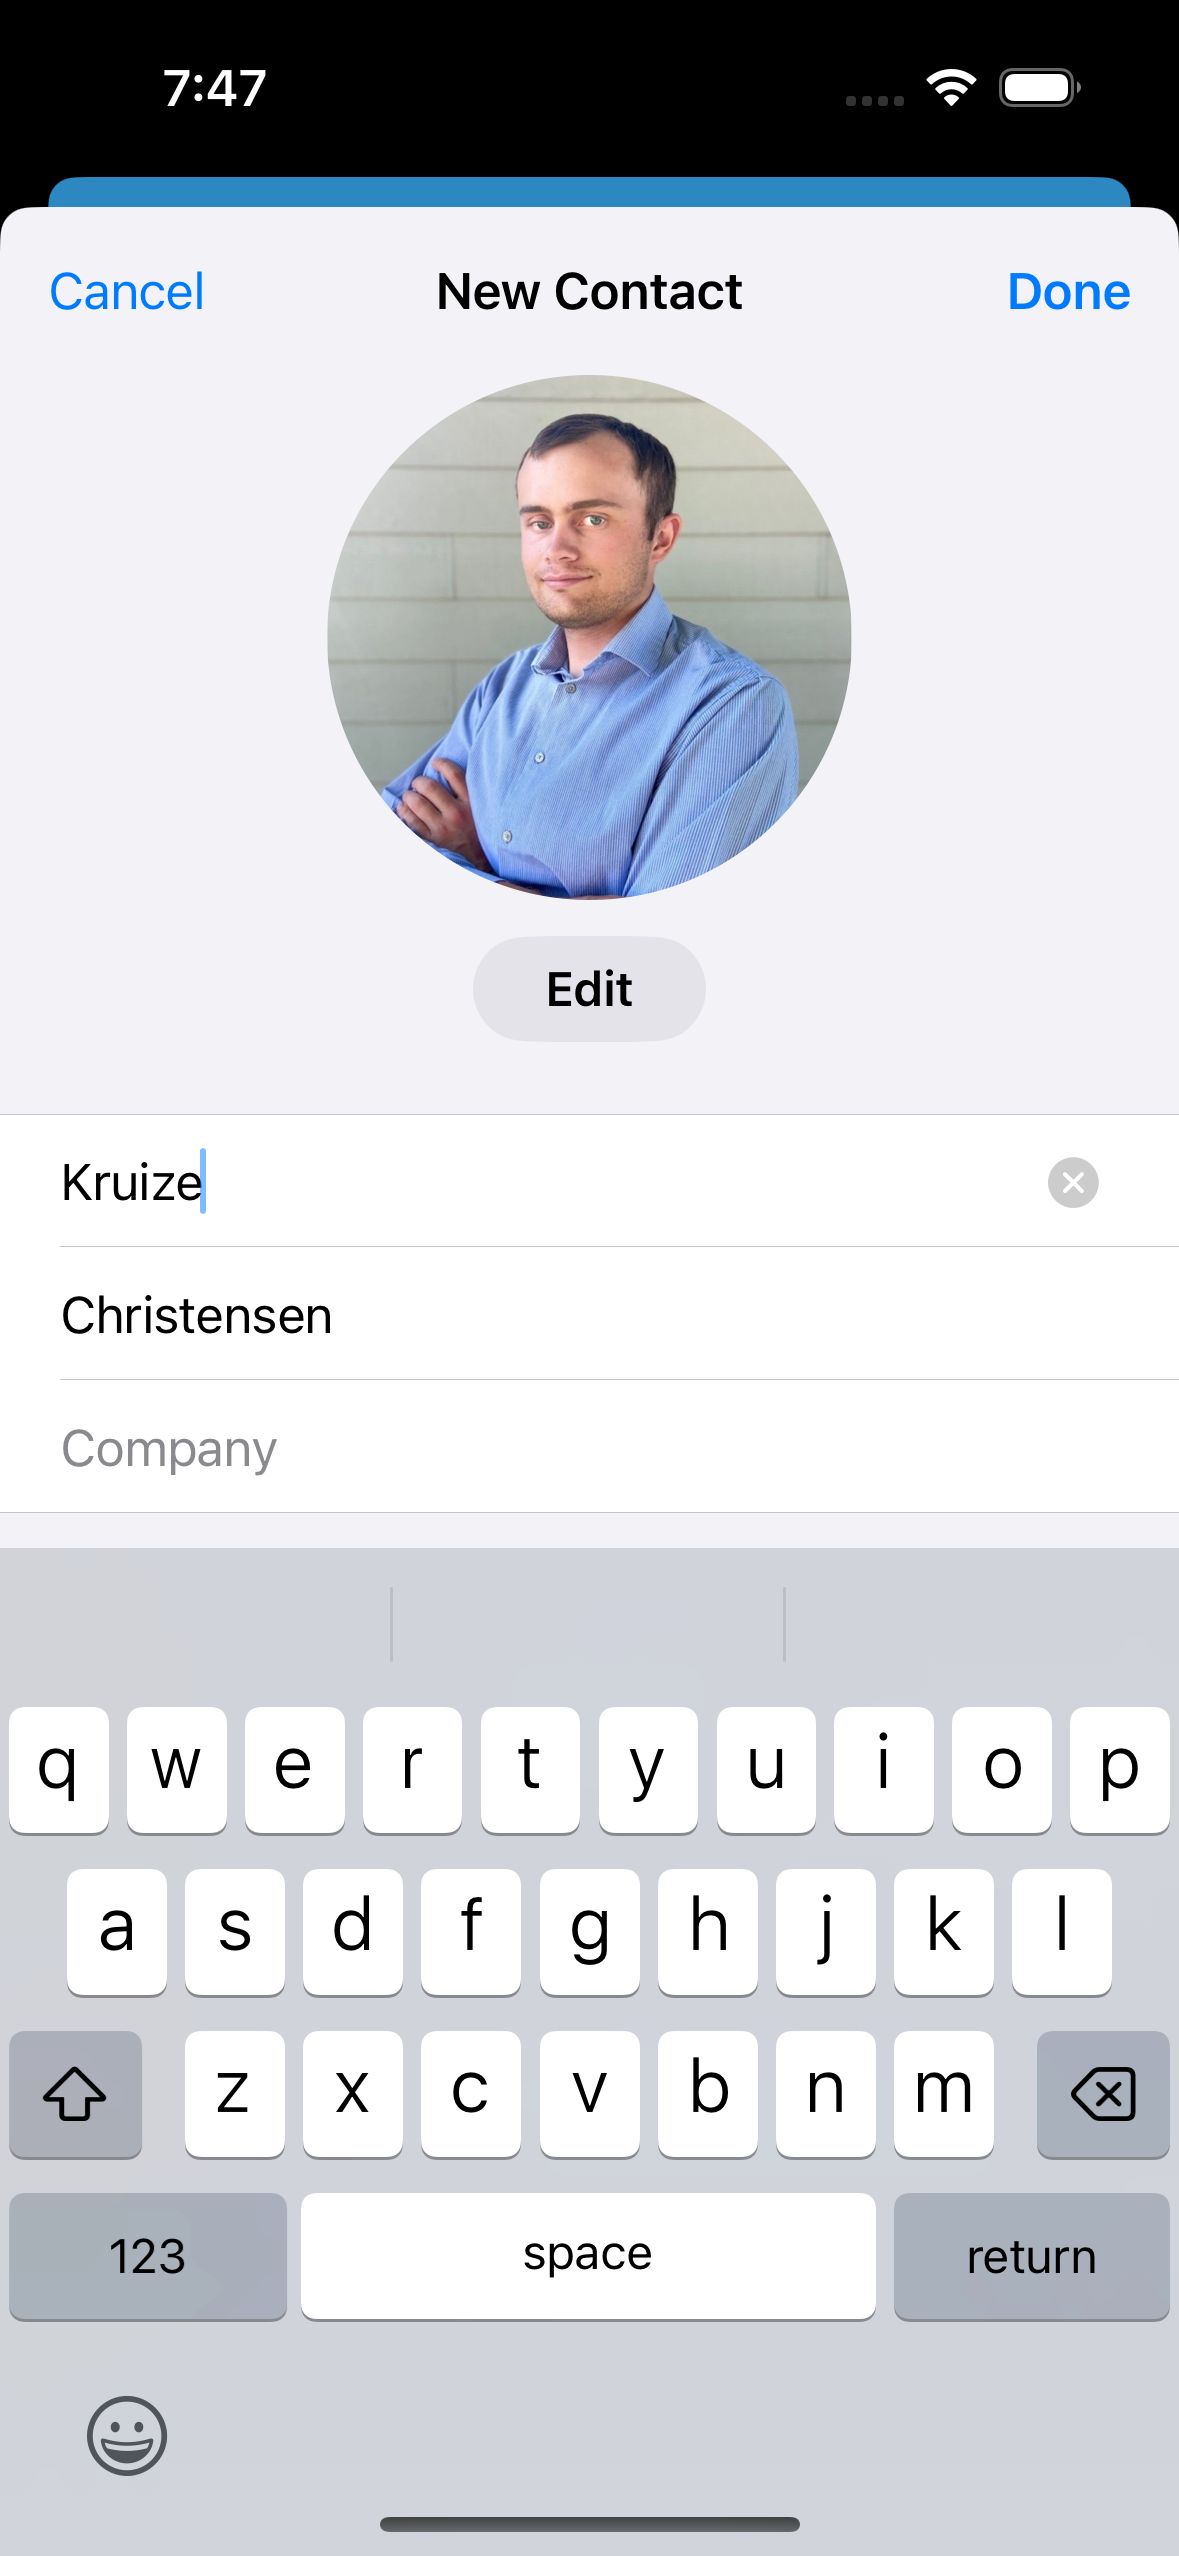 7:47
Cancel New Contact Done
Edit
Kruize
Christensen
Company
q w e r t y u i o p
a s d f g h j k l
z x c v b n m
123 space return